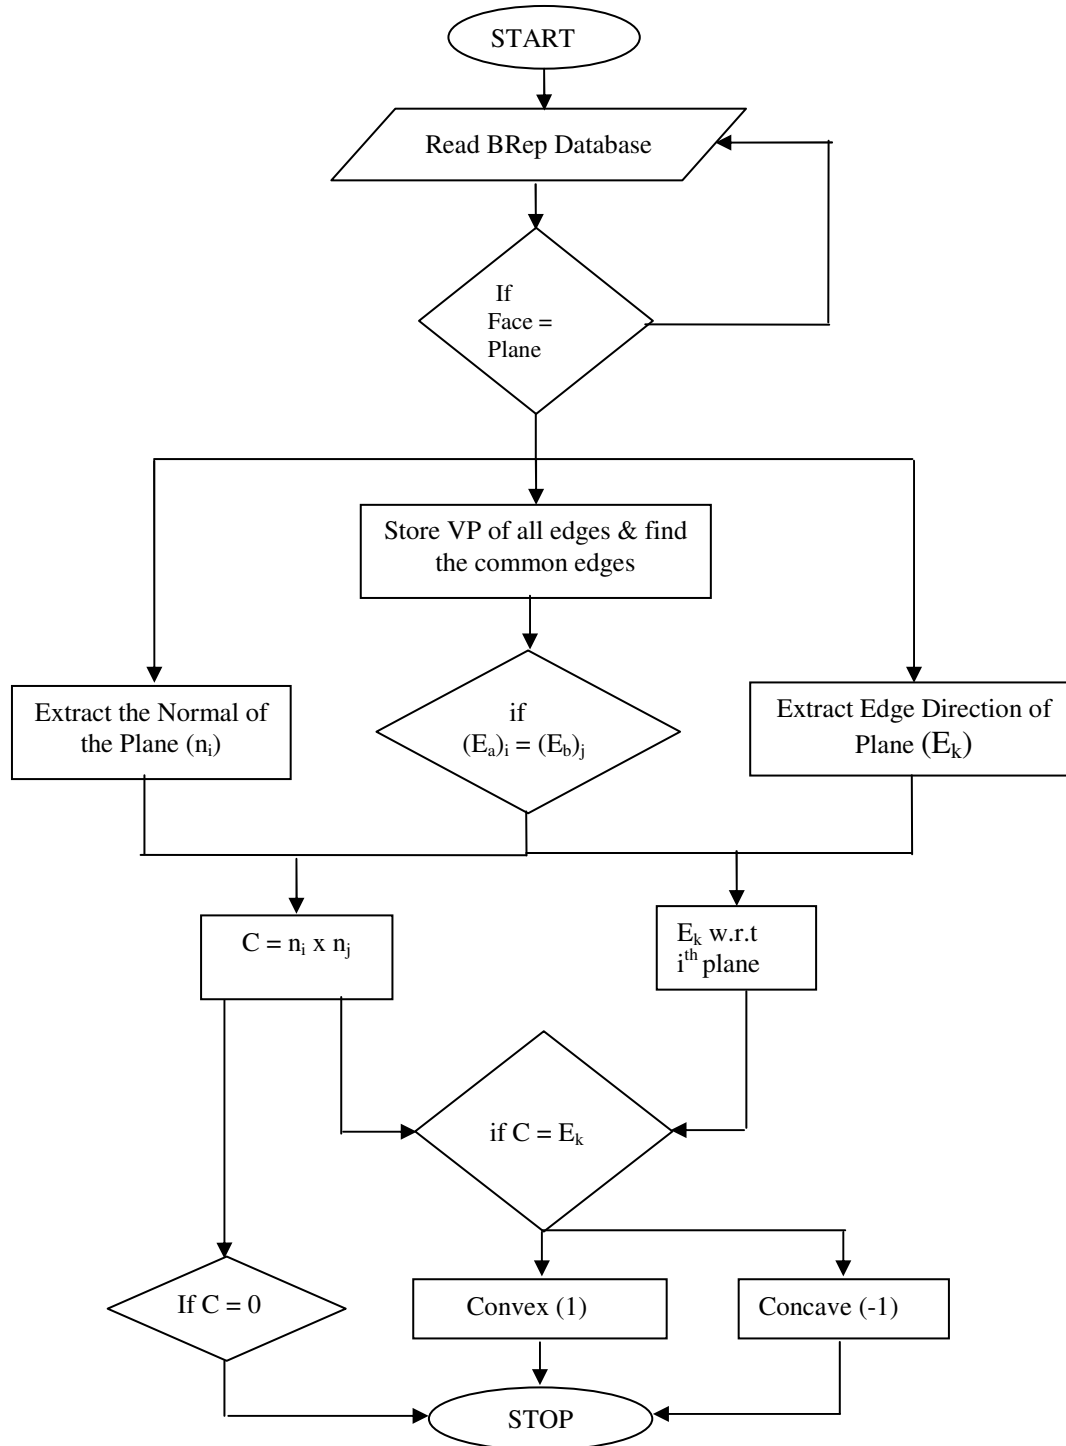 START
Read BRep Database
If
Face =
Plane
Store VP of all edges & find
the common edges
Extract the Normal of
the Plane (nᵢ)
if
(Eₐ)ᵢ = (E_b)ⱼ
Extract Edge Direction of
Plane (Eₖ)
C = nᵢ x nⱼ
Eₖ w.r.t
iᵗʰ plane
if C = Eₖ
If C = 0
Convex (1)
Concave (-1)
STOP